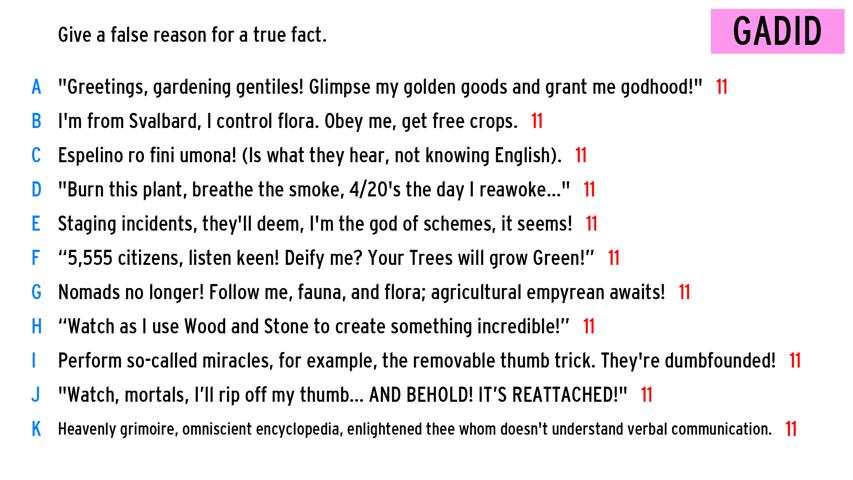 Give a false reason for a true fact.
GADID
A "Greetings, gardening gentiles! Glimpse my golden goods and grant me godhood!" 11
B I'm from Svalbard, I control flora. Obey me, get free crops. 11
C Espelino ro fini umona! (Is what they hear, not knowing English). 11
D "Burn this plant, breathe the smoke, 4/20's the day I reawoke..." 11
E Staging incidents, they'll deem, I'm the god of schemes, it seems! 11
F “5,555 citizens, listen keen! Deify me? Your Trees will grow Green!” 11
G Nomads no longer! Follow me, fauna, and flora; agricultural empyrean awaits! 11
H “Watch as I use Wood and Stone to create something incredible!” 11
I Perform so-called miracles, for example, the removable thumb trick. They're dumbfounded! 11
J "Watch, mortals, I’ll rip off my thumb... AND BEHOLD! IT’S REATTACHED!" 11
K Heavenly grimoire, omniscient encyclopedia, enlightened thee whom doesn't understand verbal communication. 11